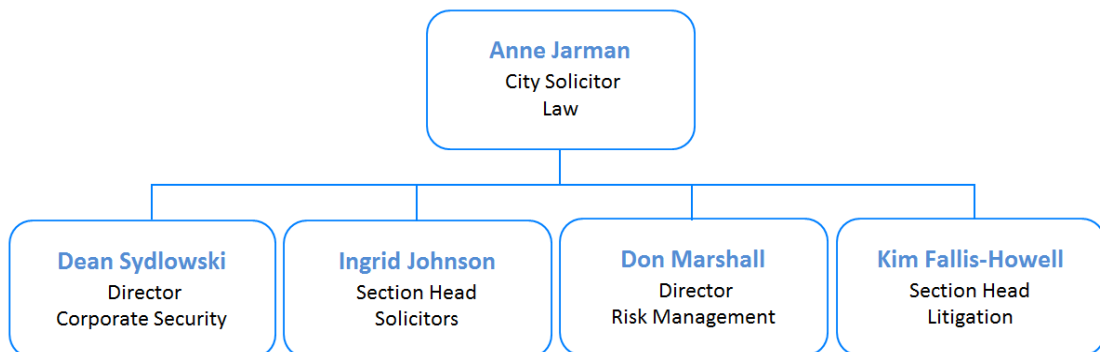 Anne Jarman
City Solicitor
Law
Dean Sydlowski
Director
Corporate Security
Ingrid Johnson
Section Head
Solicitors
Don Marshall
Director
Risk Management
Kim Fallis-Howell
Section Head
Litigation